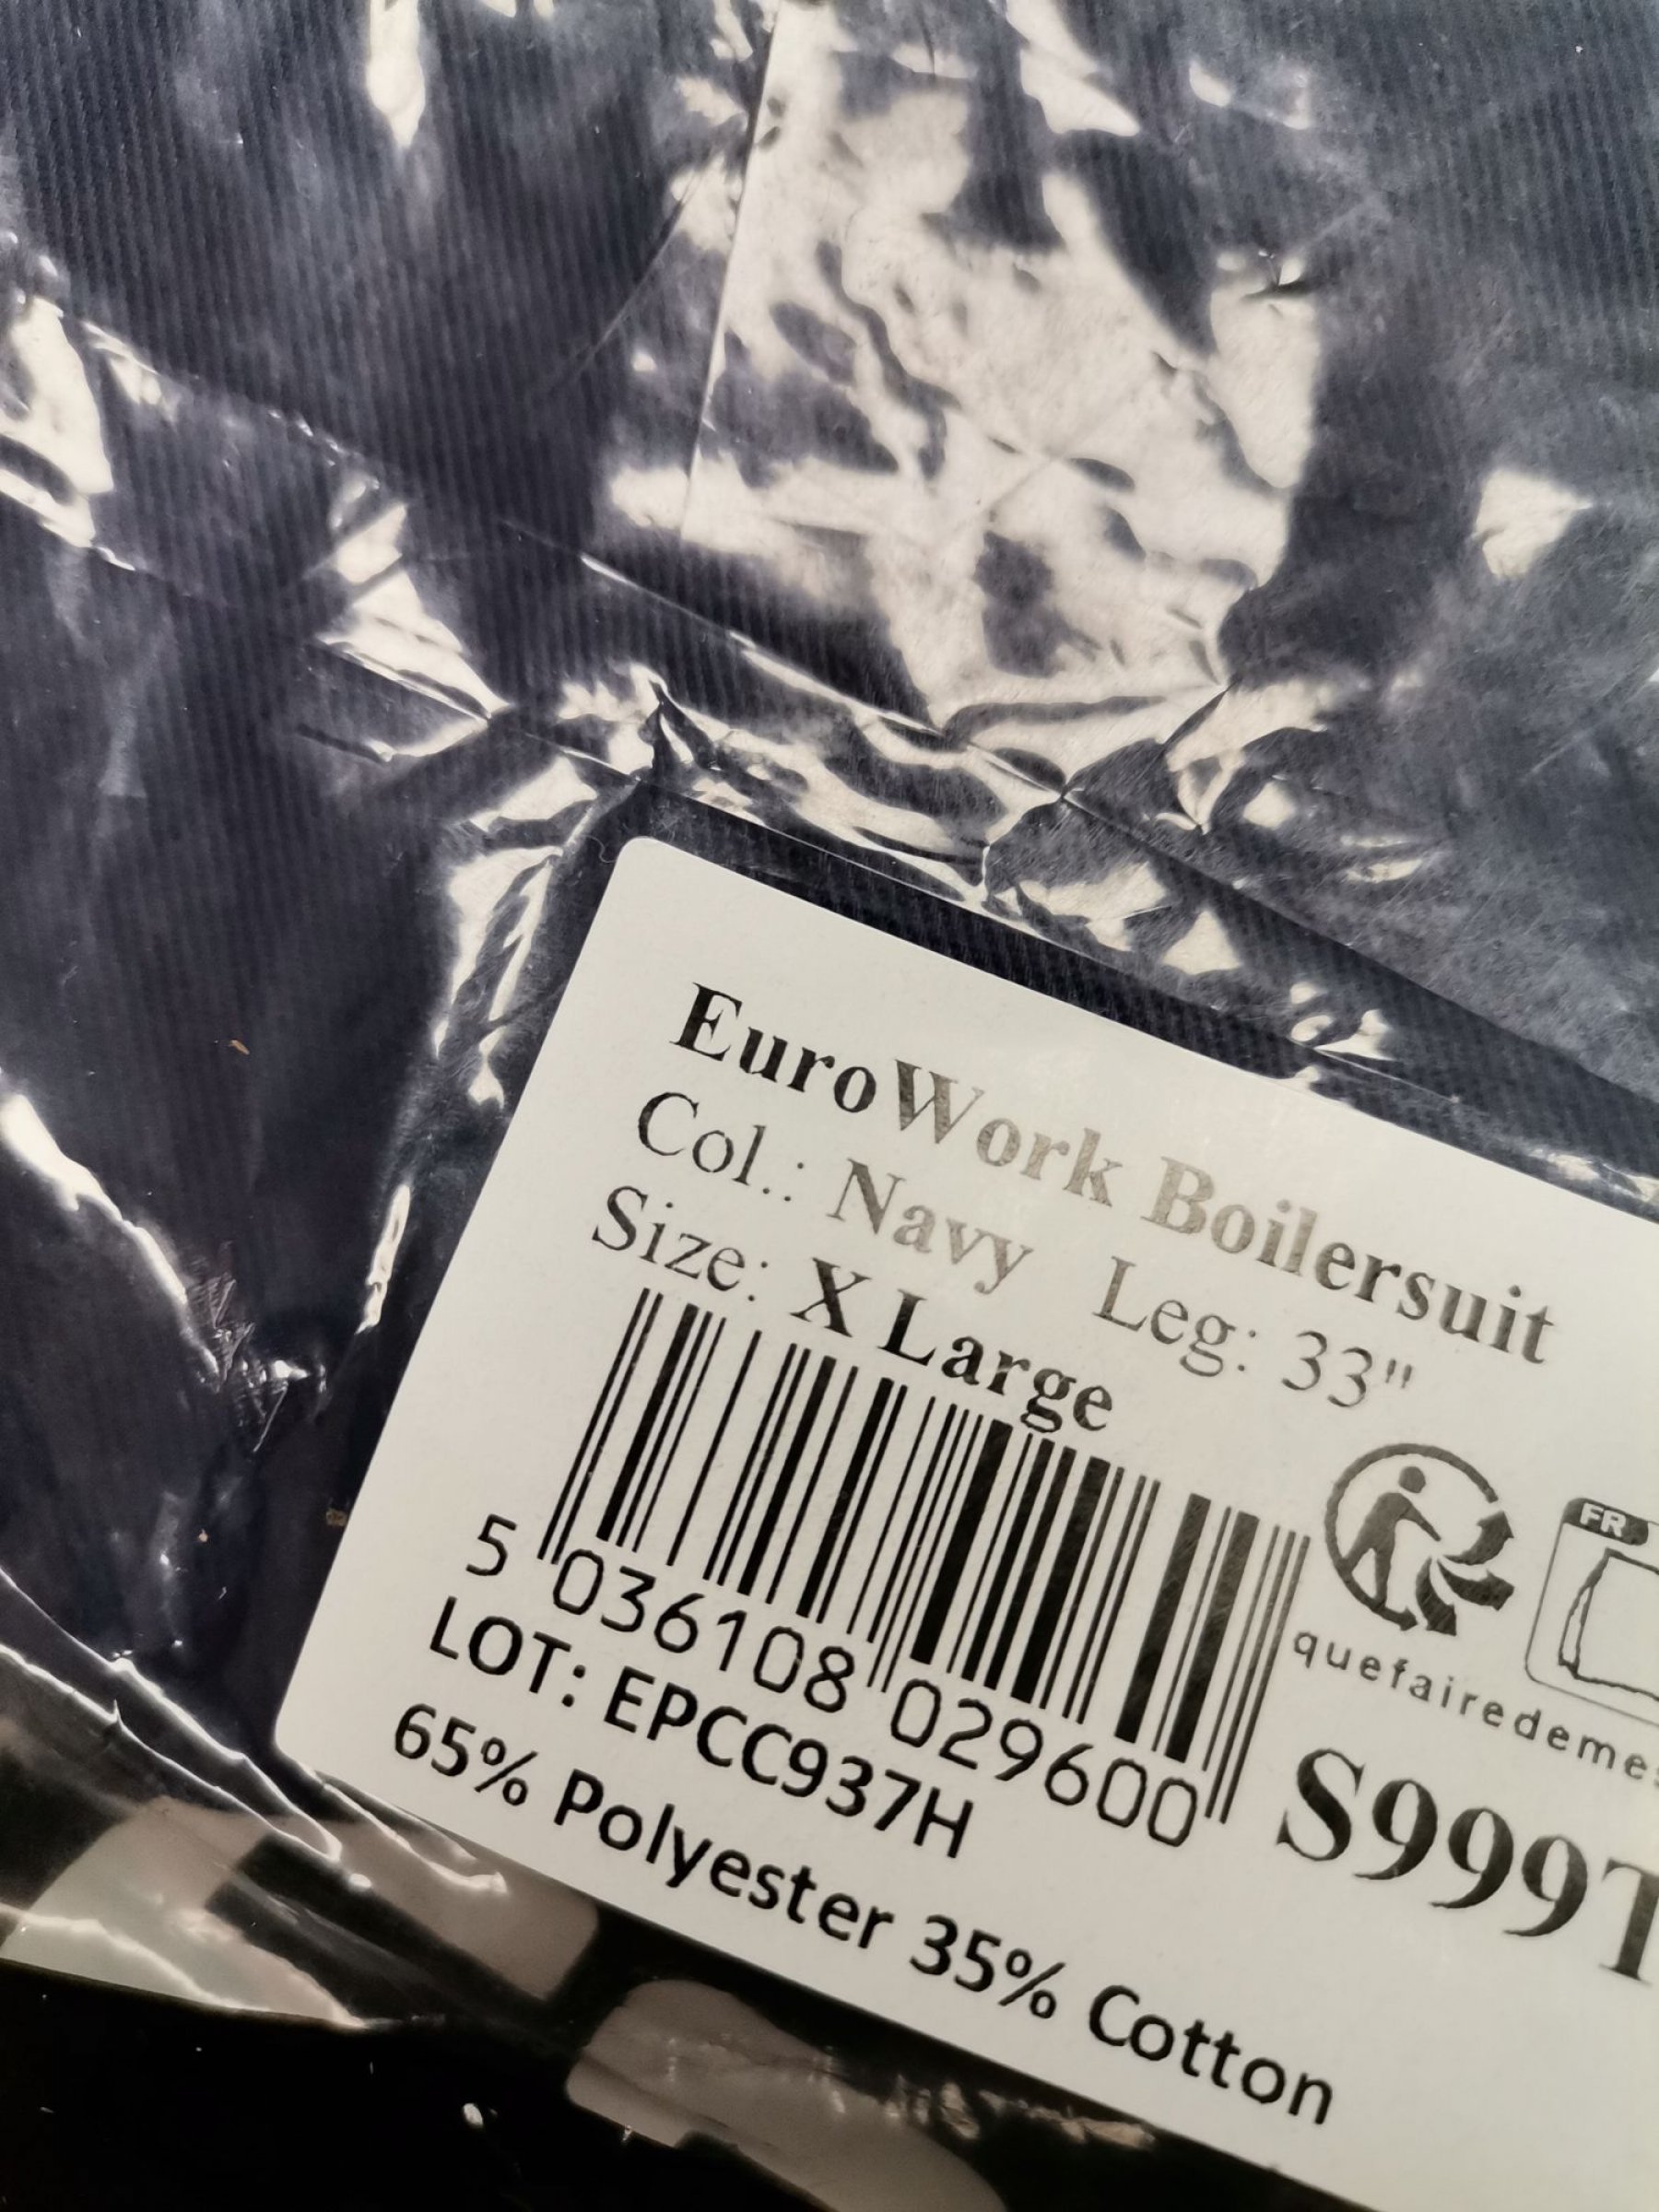 EuroWork Boilersuit
Col.: Navy Leg: 33"
Size: X Large
5 036108 029600
FR
quefairedemes
LOT: EPCC937H
S999T
65% Polyester 35% Cotton